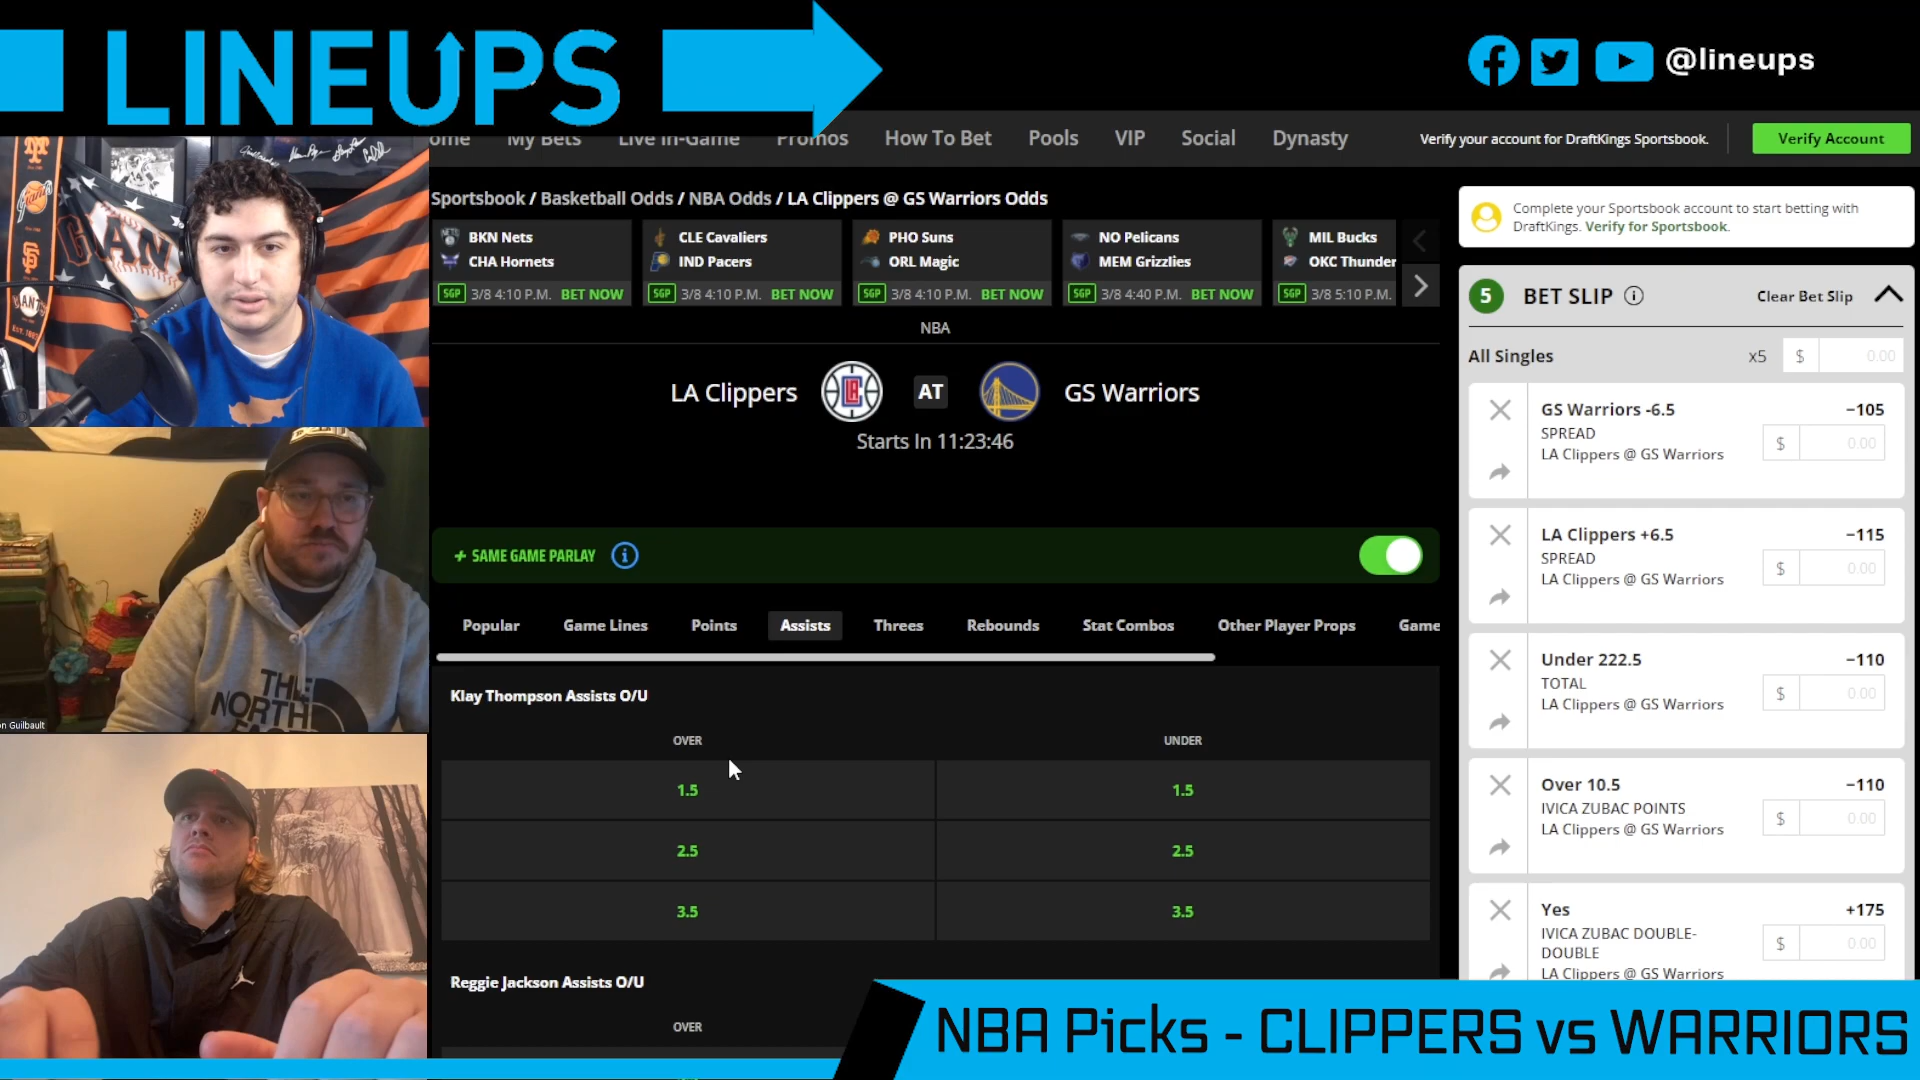 LINEUPS
@lineups
ome My Bets Live In-Game Promos How To Bet Pools VIP Social Dynasty
Verify your account for DraftKings Sportsbook.
Verify Account
Sportsbook / Basketball Odds / NBA Odds / LA Clippers @ GS Warriors Odds
BKN Nets
CHA Hornets
SGP 3/8 4:10 P.M. BET NOW
CLE Cavaliers
IND Pacers
SGP 3/8 4:10 P.M. BET NOW
PHO Suns
ORL Magic
SGP 3/8 4:10 P.M. BET NOW
NO Pelicans
MEM Grizzlies
SGP 3/8 4:40 P.M. BET NOW
MIL Bucks
OKC Thunder
SGP 3/8 5:10 P.M.
NBA
LA Clippers AT GS Warriors
Starts In 11:23:46
+ SAME GAME PARLAY
Popular Game Lines Points Assists Threes Rebounds Stat Combos Other Player Props Game
Klay Thompson Assists O/U
OVER UNDER
1.5 1.5
2.5 2.5
3.5 3.5
Reggie Jackson Assists O/U
OVER
Complete your Sportsbook account to start betting with
DraftKings. Verify for Sportsbook.
5 BET SLIP Clear Bet Slip
All Singles x5 $ 0.00
GS Warriors -6.5 −105
SPREAD $ 0.00
LA Clippers @ GS Warriors
LA Clippers +6.5 −115
SPREAD $ 0.00
LA Clippers @ GS Warriors
Under 222.5 −110
TOTAL $ 0.00
LA Clippers @ GS Warriors
Over 10.5 −110
IVICA ZUBAC POINTS $ 0.00
LA Clippers @ GS Warriors
Yes +175
IVICA ZUBAC DOUBLE-
DOUBLE $ 0.00
LA Clippers @ GS Warriors
GIAN
THE
NORTH
n Guilbault
NBA Picks - CLIPPERS vs WARRIORS